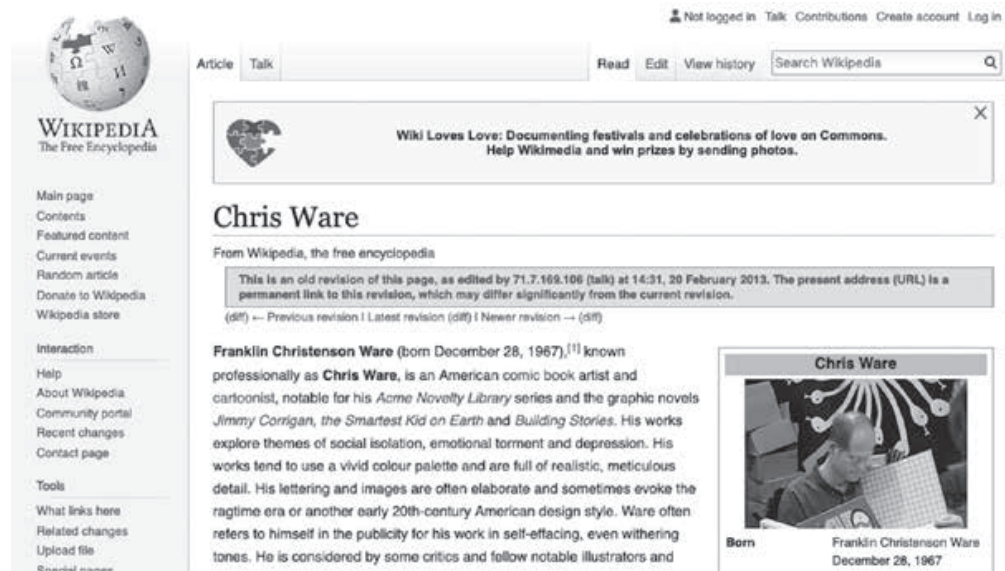 Not logged in Talk Contributions Create account Log in
Article Talk Read Edit View history Search Wikipedia
WIKIPEDIA
The Free Encyclopedia
Main page
Contents
Featured content
Current events
Random article
Donate to Wikipedia
Wikipedia store
Interaction
Help
About Wikipedia
Community portal
Recent changes
Contact page
Tools
What links here
Related changes
Upload file
Special pages
Wiki Loves Love: Documenting festivals and celebrations of love on Commons.
Help Wikimedia and win prizes by sending photos.
Chris Ware
From Wikipedia, the free encyclopedia
This is an old revision of this page, as edited by 71.7.169.106 (talk) at 14:31, 20 February 2013. The present address (URL) is a
permanent link to this revision, which may differ significantly from the current revision.
(diff) ← Previous revision | Latest revision (diff) | Newer revision → (diff)
Franklin Christenson Ware (born December 28, 1967),[1] known
professionally as Chris Ware, is an American comic book artist and
cartoonist, notable for his Acme Novelty Library series and the graphic novels
Jimmy Corrigan, the Smartest Kid on Earth and Building Stories. His works
explore themes of social isolation, emotional torment and depression. His
works tend to use a vivid colour palette and are full of realistic, meticulous
detail. His lettering and images are often elaborate and sometimes evoke the
ragtime era or another early 20th-century American design style. Ware often
refers to himself in the publicity for his work in self-effacing, even withering
tones. He is considered by some critics and fellow notable illustrators and
Chris Ware
Born Franklin Christenson Ware
December 28, 1967